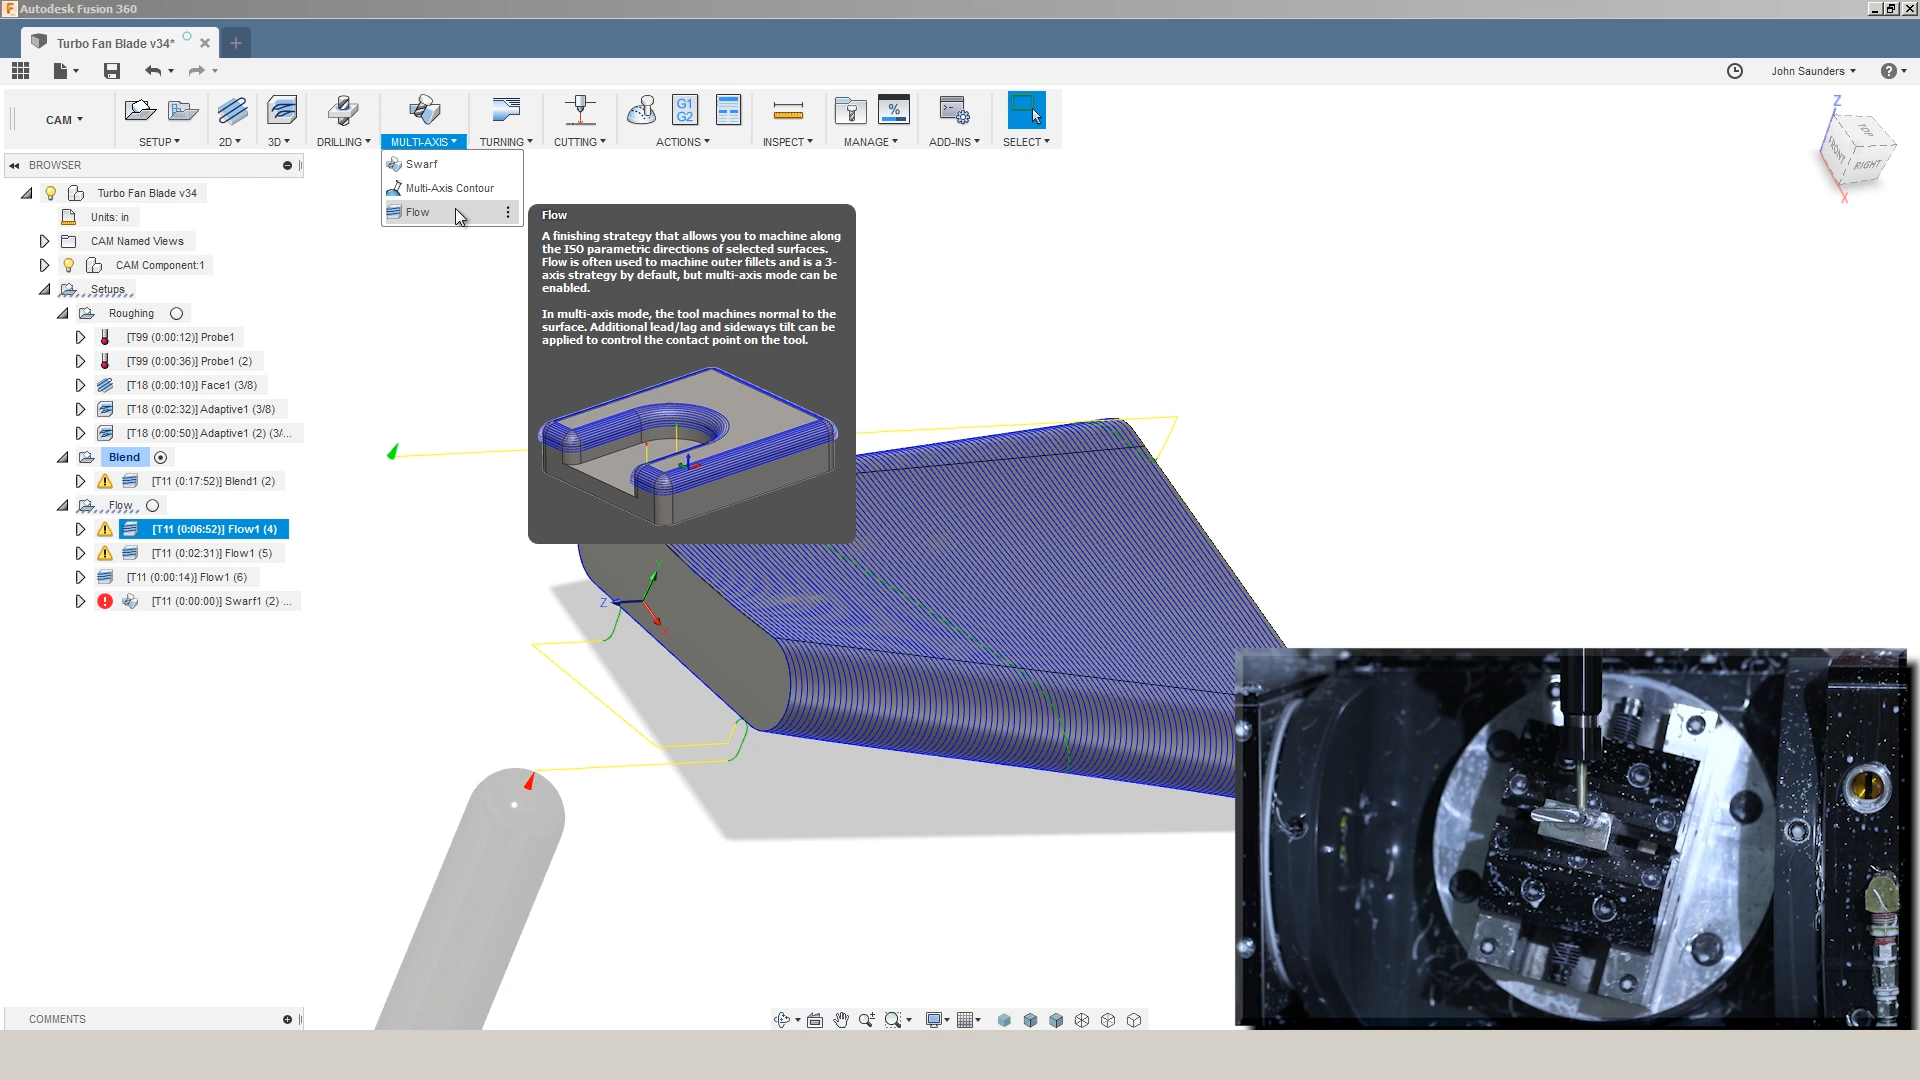 Autodesk Fusion 360
Turbo Fan Blade v34*
John Saunders
CAM
SETUP
2D
3D
DRILLING
MULTI-AXIS
TURNING
CUTTING
G1
G2
ACTIONS
INSPECT
%
MANAGE
ADD-INS
SELECT
Z
TOP
FRONT
RIGHT
X
BROWSER
Swarf
Multi-Axis Contour
Flow
Flow
A finishing strategy that allows you to machine along
the ISO parametric directions of selected surfaces.
Flow is often used to machine outer fillets and is a 3-
axis strategy by default, but multi-axis mode can be
enabled.
In multi-axis mode, the tool machines normal to the
surface. Additional lead/lag and sideways tilt can be
applied to control the contact point on the tool.
Turbo Fan Blade v34
Units: in
CAM Named Views
CAM Component:1
Setups
Roughing
[T99 (0:00:12)] Probe1
[T99 (0:00:36)] Probe1 (2)
[T18 (0:00:10)] Face1 (3/8)
[T18 (0:02:32)] Adaptive1 (3/8)
[T18 (0:00:50)] Adaptive1 (2) (3/...
Blend
[T11 (0:17:52)] Blend1 (2)
Flow
[T11 (0:06:52)] Flow1 (4)
[T11 (0:02:31)] Flow1 (5)
[T11 (0:00:14)] Flow1 (6)
[T11 (0:00:00)] Swarf1 (2) ...
Y
Z
X
COMMENTS